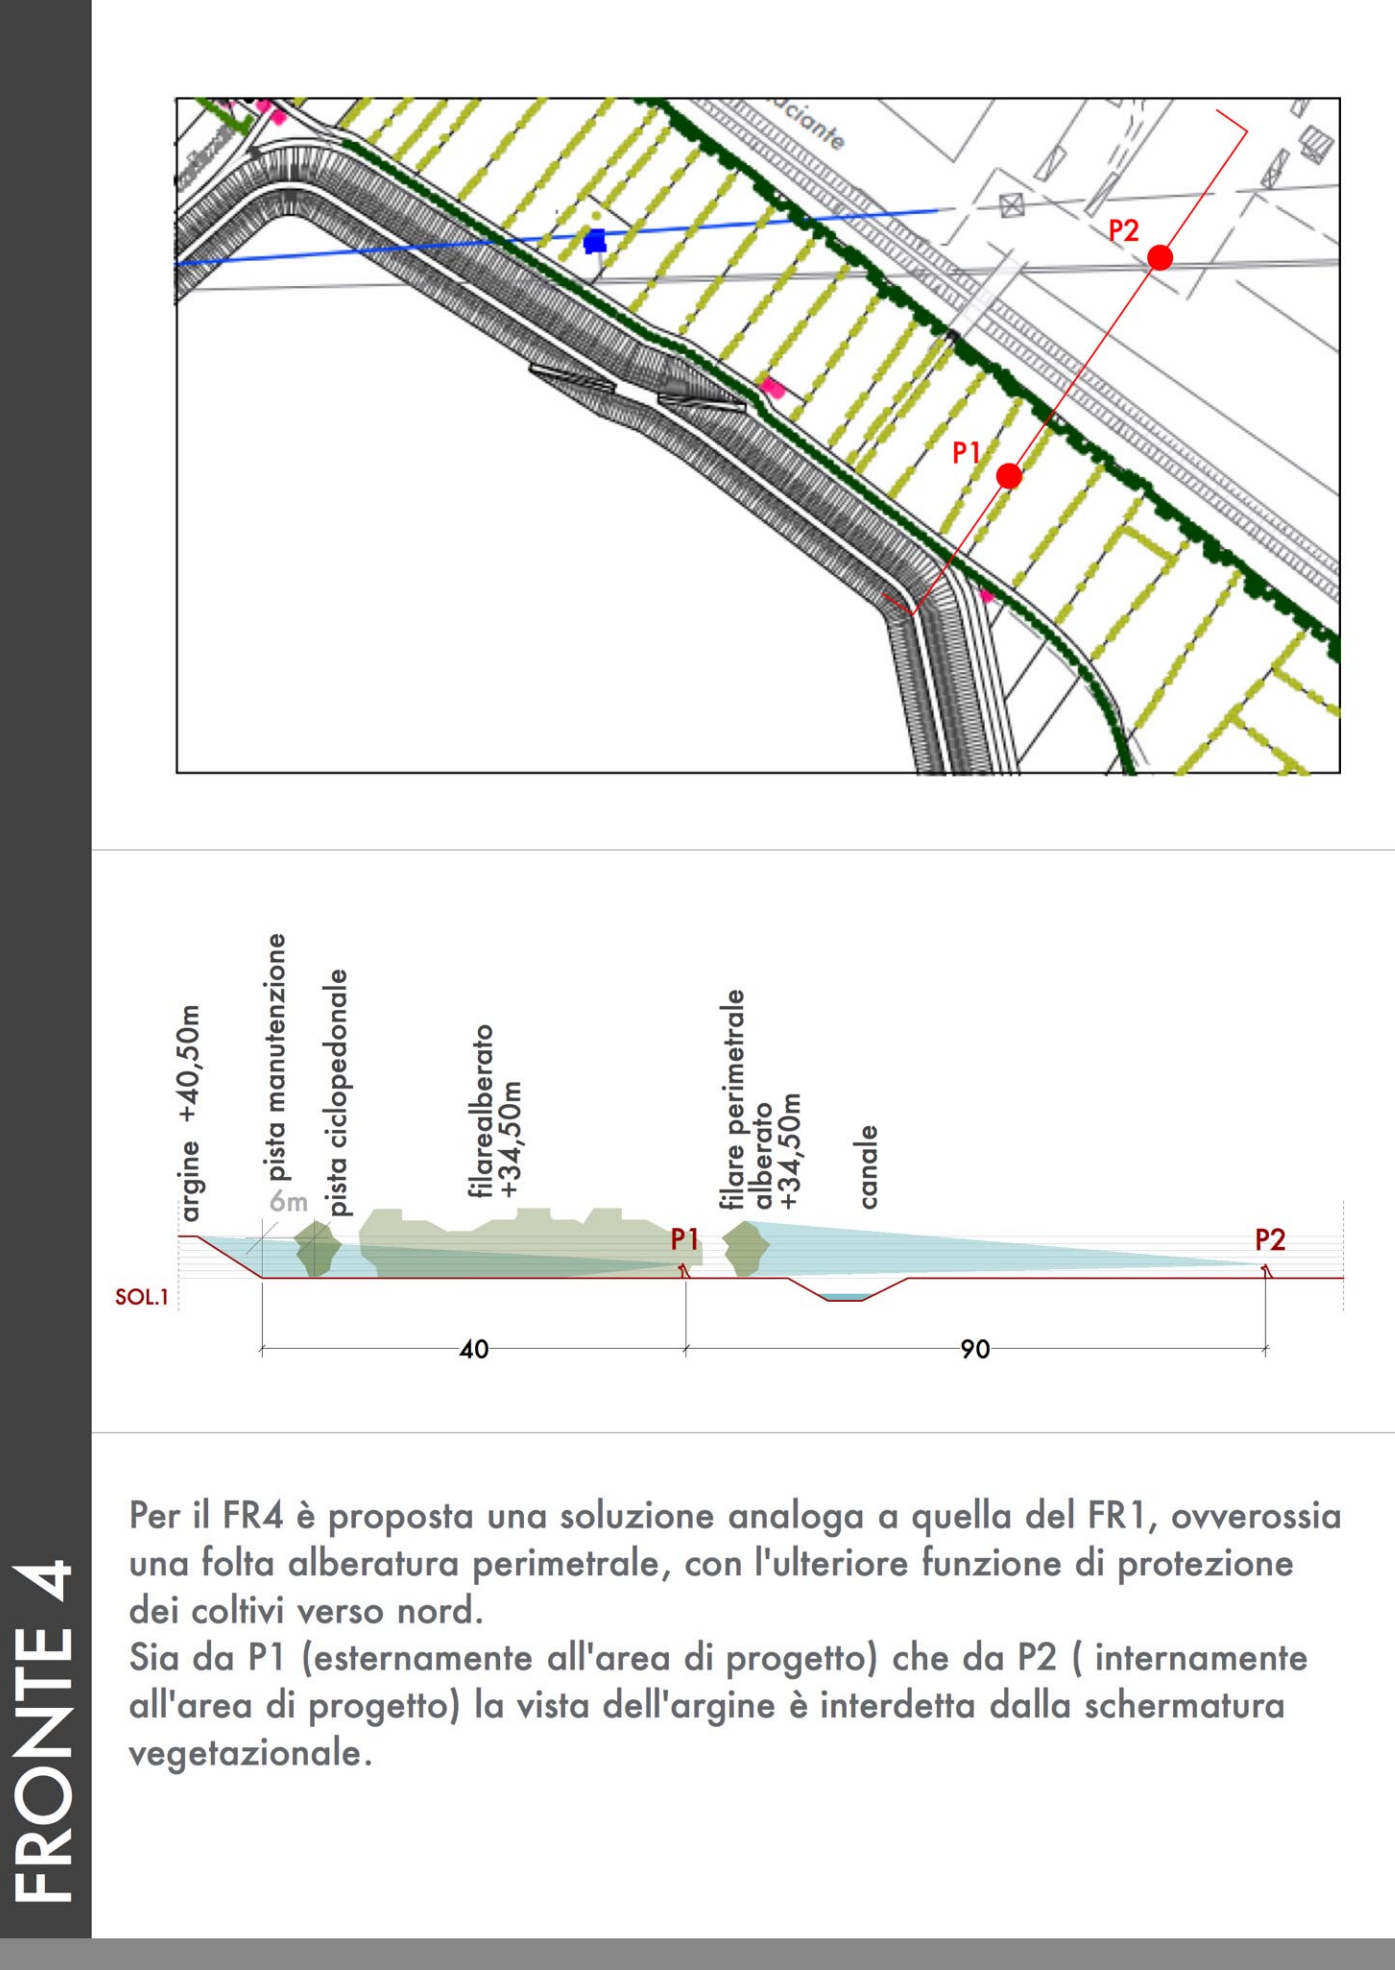 aciante
P2
P1
argine +40,50m
pista manutenzione
6m
pista ciclopedonale
filarealberato
+34,50m
filare perimetrale
alberato
+34,50m
canale
P1
P2
SOL.1
40
90
Per il FR4 è proposta una soluzione analoga a quella del FR1, ovverossia
una folta alberatura perimetrale, con l'ulteriore funzione di protezione
dei coltivi verso nord.
Sia da P1 (esternamente all'area di progetto) che da P2 ( internamente
all'area di progetto) la vista dell'argine è interdetta dalla schermatura
vegetazionale.
FRONTE 4